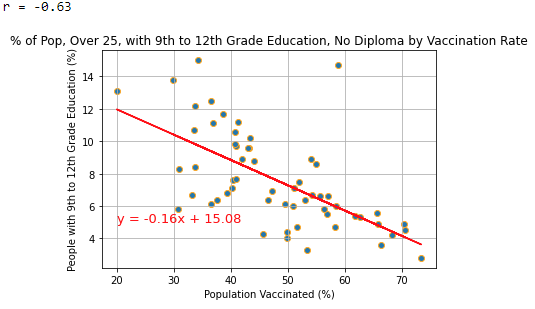 r = -0.63
% of Pop, Over 25, with 9th to 12th Grade Education, No Diploma by Vaccination Rate
People with 9th to 12th Grade Education (%)
14
12
10
8
6
4
y = -0.16x + 15.08
20 30 40 50 60 70
Population Vaccinated (%)